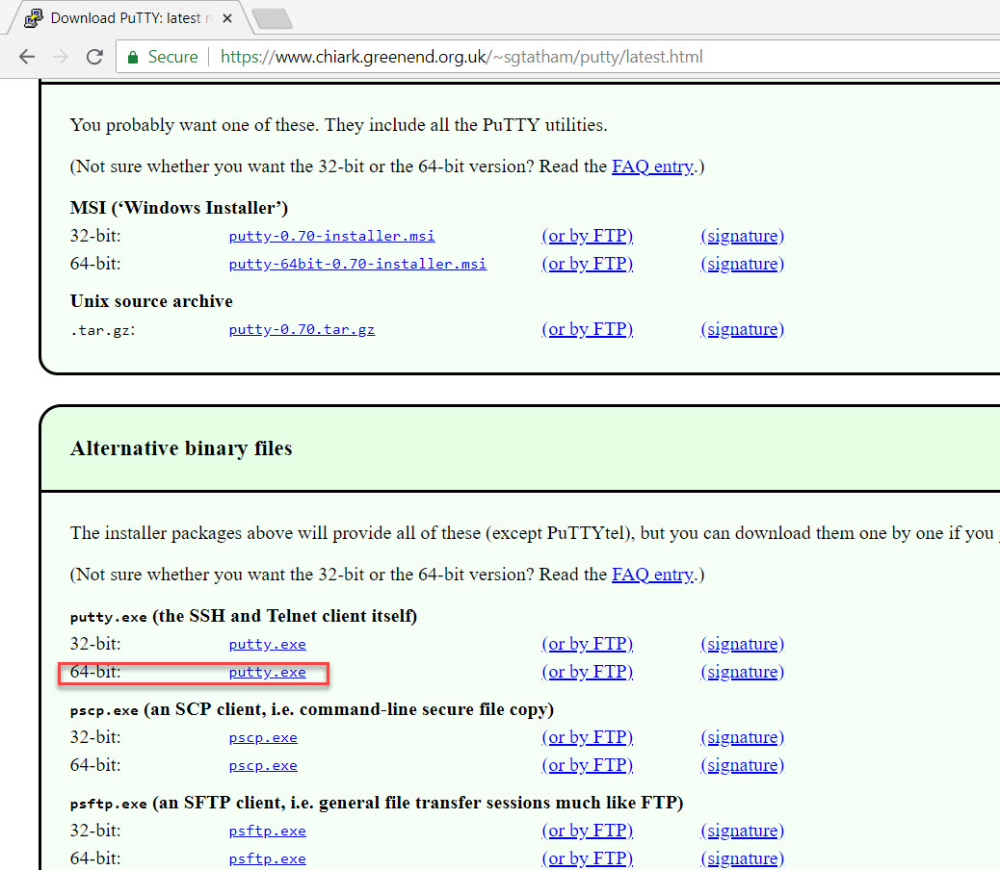 Download PuTTY: latest r
Secure https://www.chiark.greenend.org.uk/~sgtatham/putty/latest.html
You probably want one of these. They include all the PuTTY utilities.
(Not sure whether you want the 32-bit or the 64-bit version? Read the FAQ entry.)
MSI (‘Windows Installer’)
32-bit: putty-0.70-installer.msi (or by FTP) (signature)
64-bit: putty-64bit-0.70-installer.msi (or by FTP) (signature)
Unix source archive
.tar.gz: putty-0.70.tar.gz (or by FTP) (signature)
Alternative binary files
The installer packages above will provide all of these (except PuTTYtel), but you can download them one by one if you
(Not sure whether you want the 32-bit or the 64-bit version? Read the FAQ entry.)
putty.exe (the SSH and Telnet client itself)
32-bit: putty.exe (or by FTP) (signature)
64-bit: putty.exe (or by FTP) (signature)
pscp.exe (an SCP client, i.e. command-line secure file copy)
32-bit: pscp.exe (or by FTP) (signature)
64-bit: pscp.exe (or by FTP) (signature)
psftp.exe (an SFTP client, i.e. general file transfer sessions much like FTP)
32-bit: psftp.exe (or by FTP) (signature)
64-bit: psftp.exe (or by FTP) (signature)